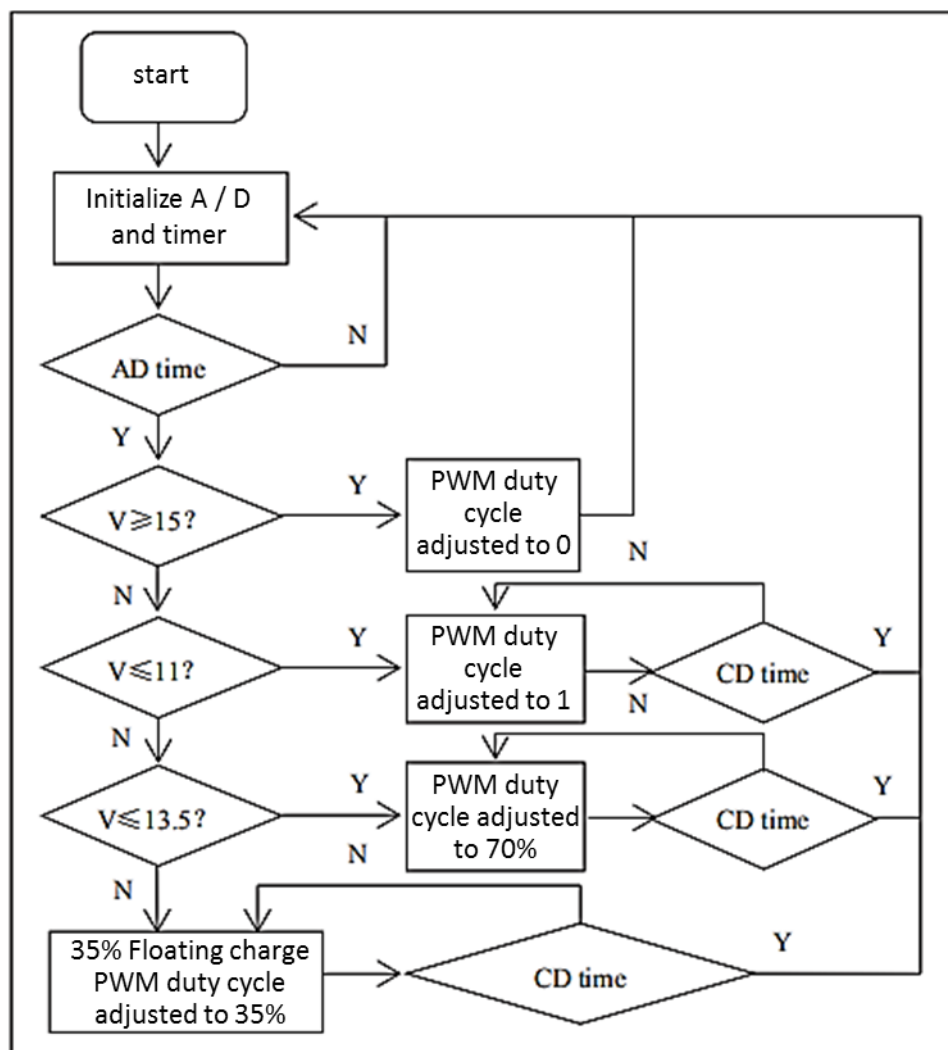 start
Initialize A / D
and timer
N
AD time
Y
V≥15?
Y
PWM duty
cycle
adjusted to 0
N
N
V≤11?
Y
PWM duty
cycle
adjusted to 1
CD time
Y
N
N
V≤13.5?
Y
PWM duty
cycle adjusted
to 70%
CD time
Y
N
N
35% Floating charge
PWM duty cycle
adjusted to 35%
CD time
Y